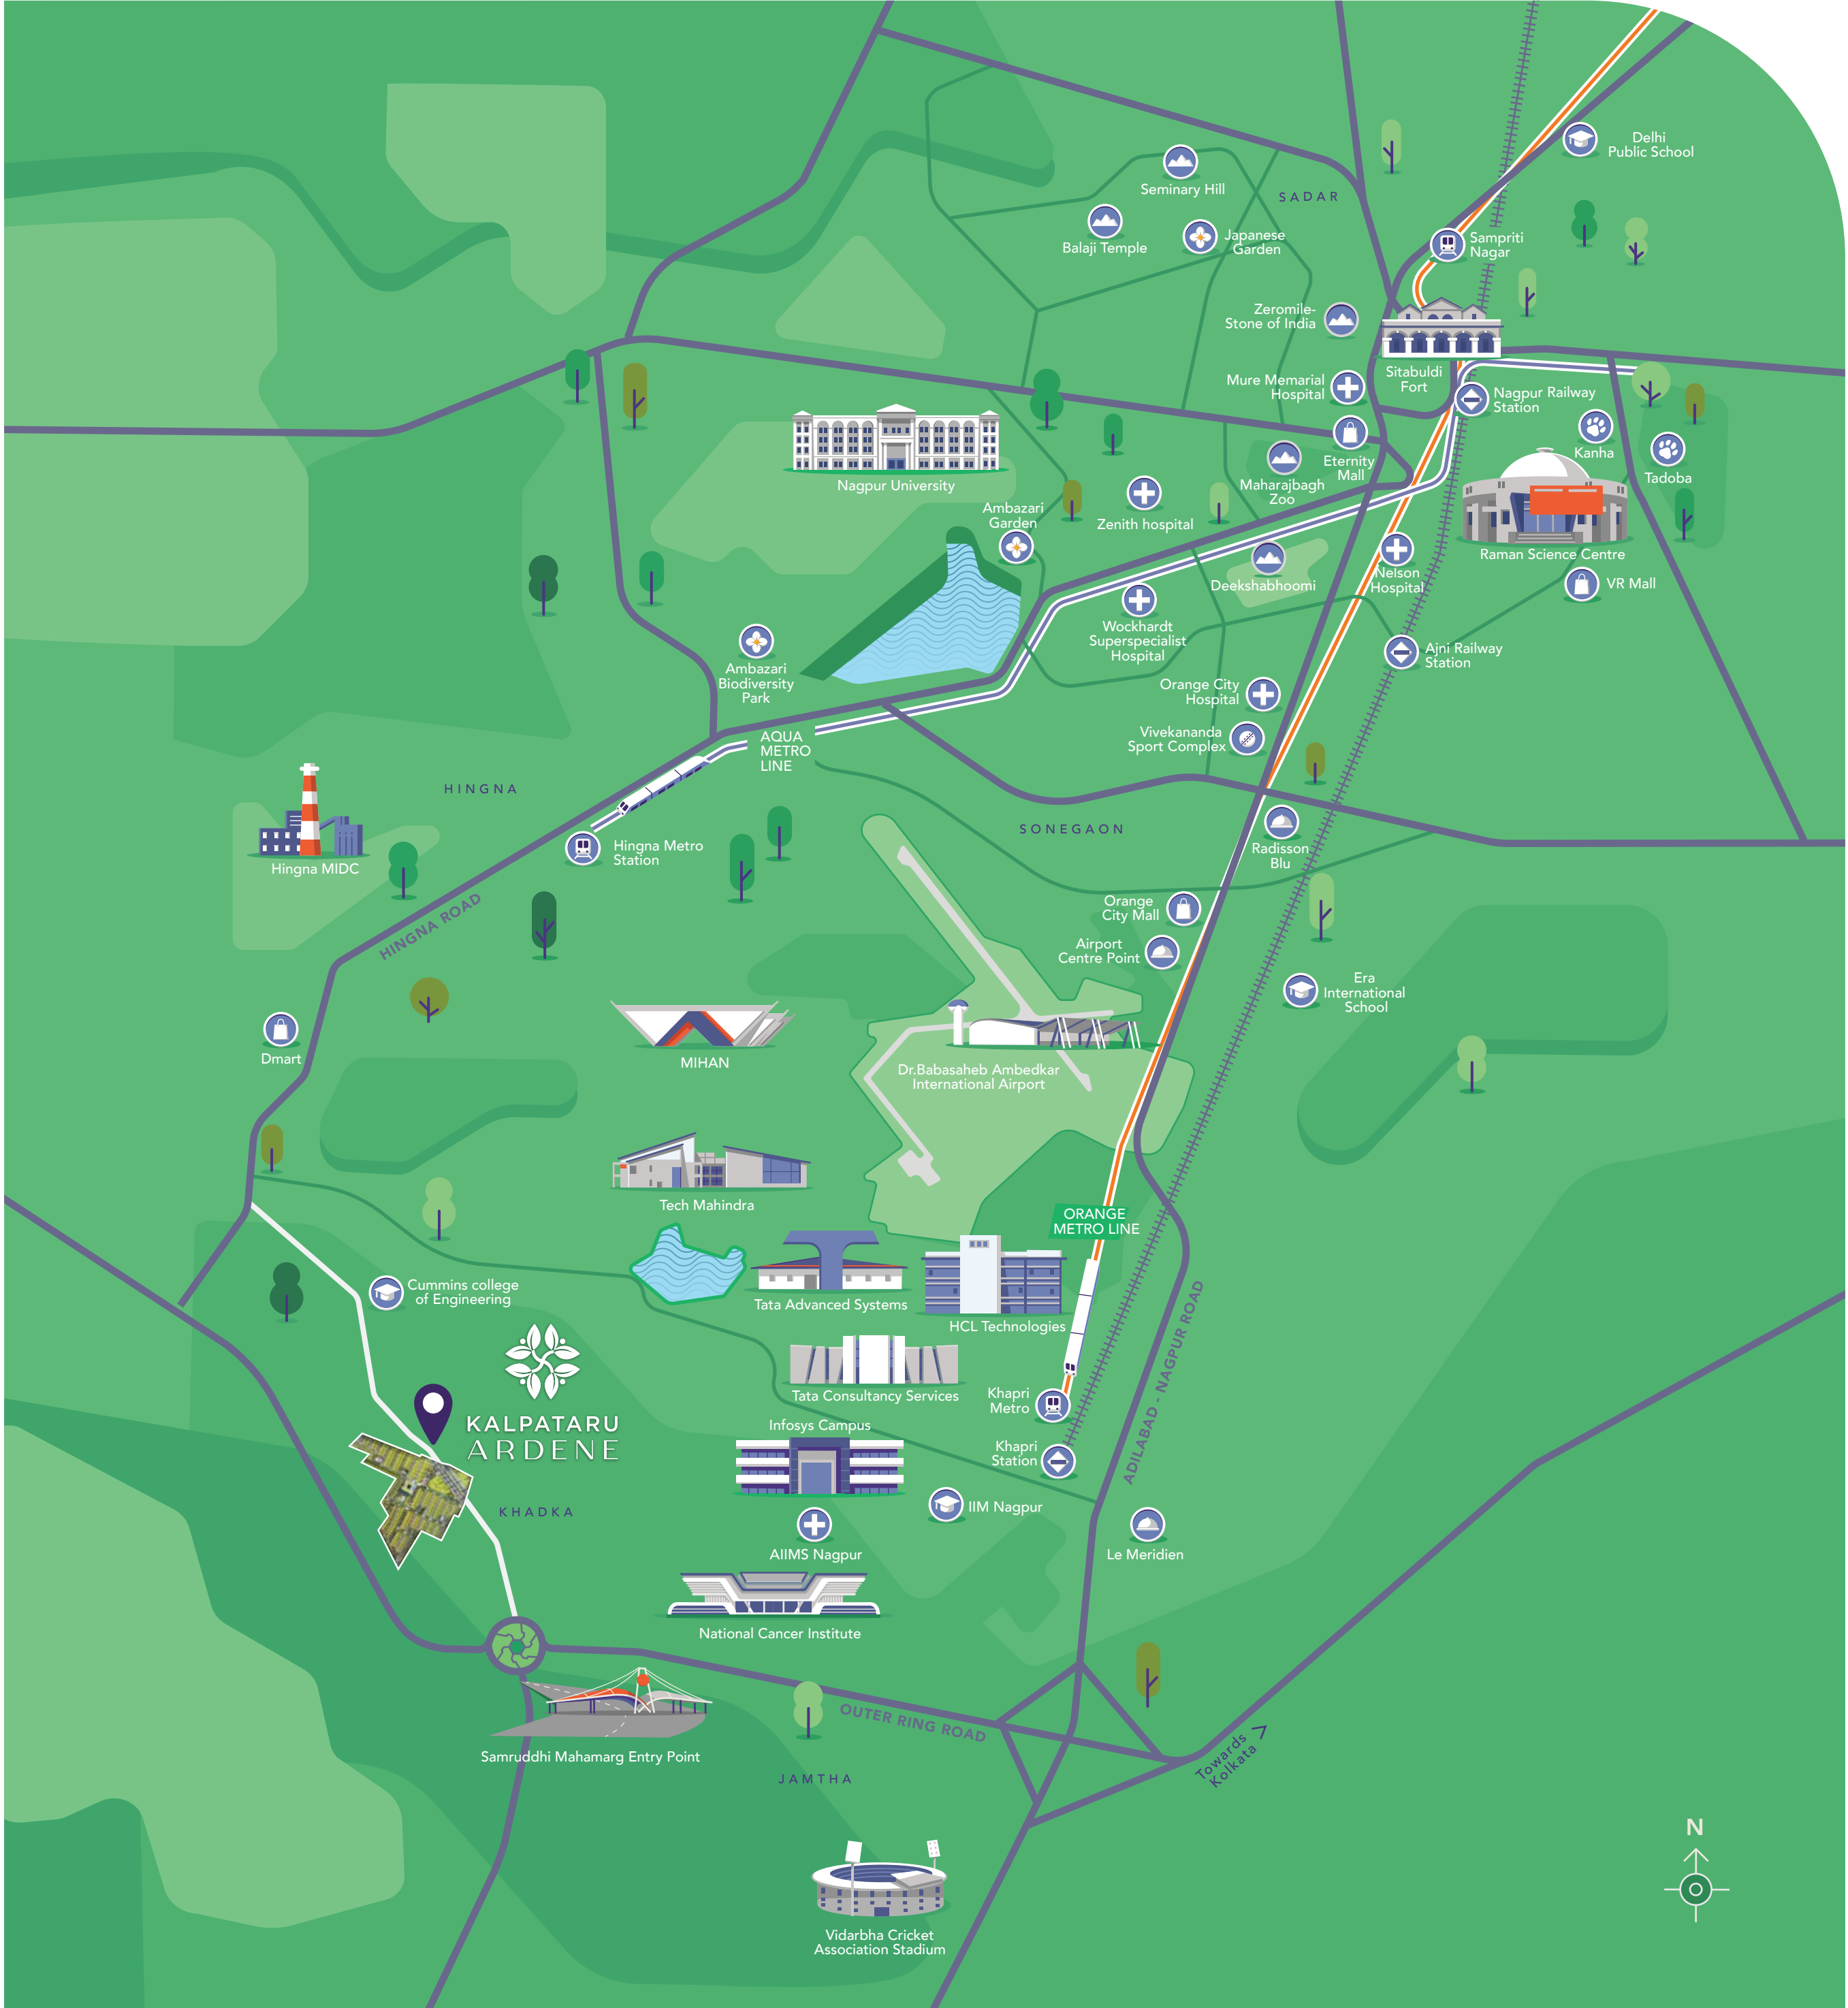 Delhi
Public School
Seminary Hill
SADAR
Balaji Temple
Japanese
Garden
Sampriti
Nagar
Zeromile-
Stone of India
Mure Memarial
Hospital
Sitabuldi
Fort
Nagpur Railway
Station
Kanha
Tadoba
Eternity
Mall
Maharajbagh
Zoo
Nagpur University
Ambazari
Garden
Zenith hospital
Raman Science Centre
Nelson
Hospital
VR Mall
Deekshabhoomi
Wockhardt
Superspecialist
Hospital
Ajni Railway
Station
Ambazari
Biodiversity
Park
Orange City
Hospital
Vivekananda
Sport Complex
AQUA
METRO
LINE
HINGNA
SONEGAON
Hingna Metro
Station
Hingna MIDC
Radisson
Blu
HINGNA ROAD
Orange
City Mall
Airport
Centre Point
Era
International
School
Dmart
MIHAN
Dr.Babasaheb Ambedkar
International Airport
Tech Mahindra
ORANGE
METRO LINE
Cummins college
of Engineering
Tata Advanced Systems
HCL Technologies
ADILABAD - NAGPUR ROAD
Tata Consultancy Services
Khapri
Metro
KALPATARU
ARDENE
Infosys Campus
Khapri
Station
KHADKA
IIM Nagpur
AIIMS Nagpur
Le Meridien
National Cancer Institute
OUTER RING ROAD
Samruddhi Mahamarg Entry Point
Towards
Kolkata >
JAMTHA
N
Vidarbha Cricket
Association Stadium